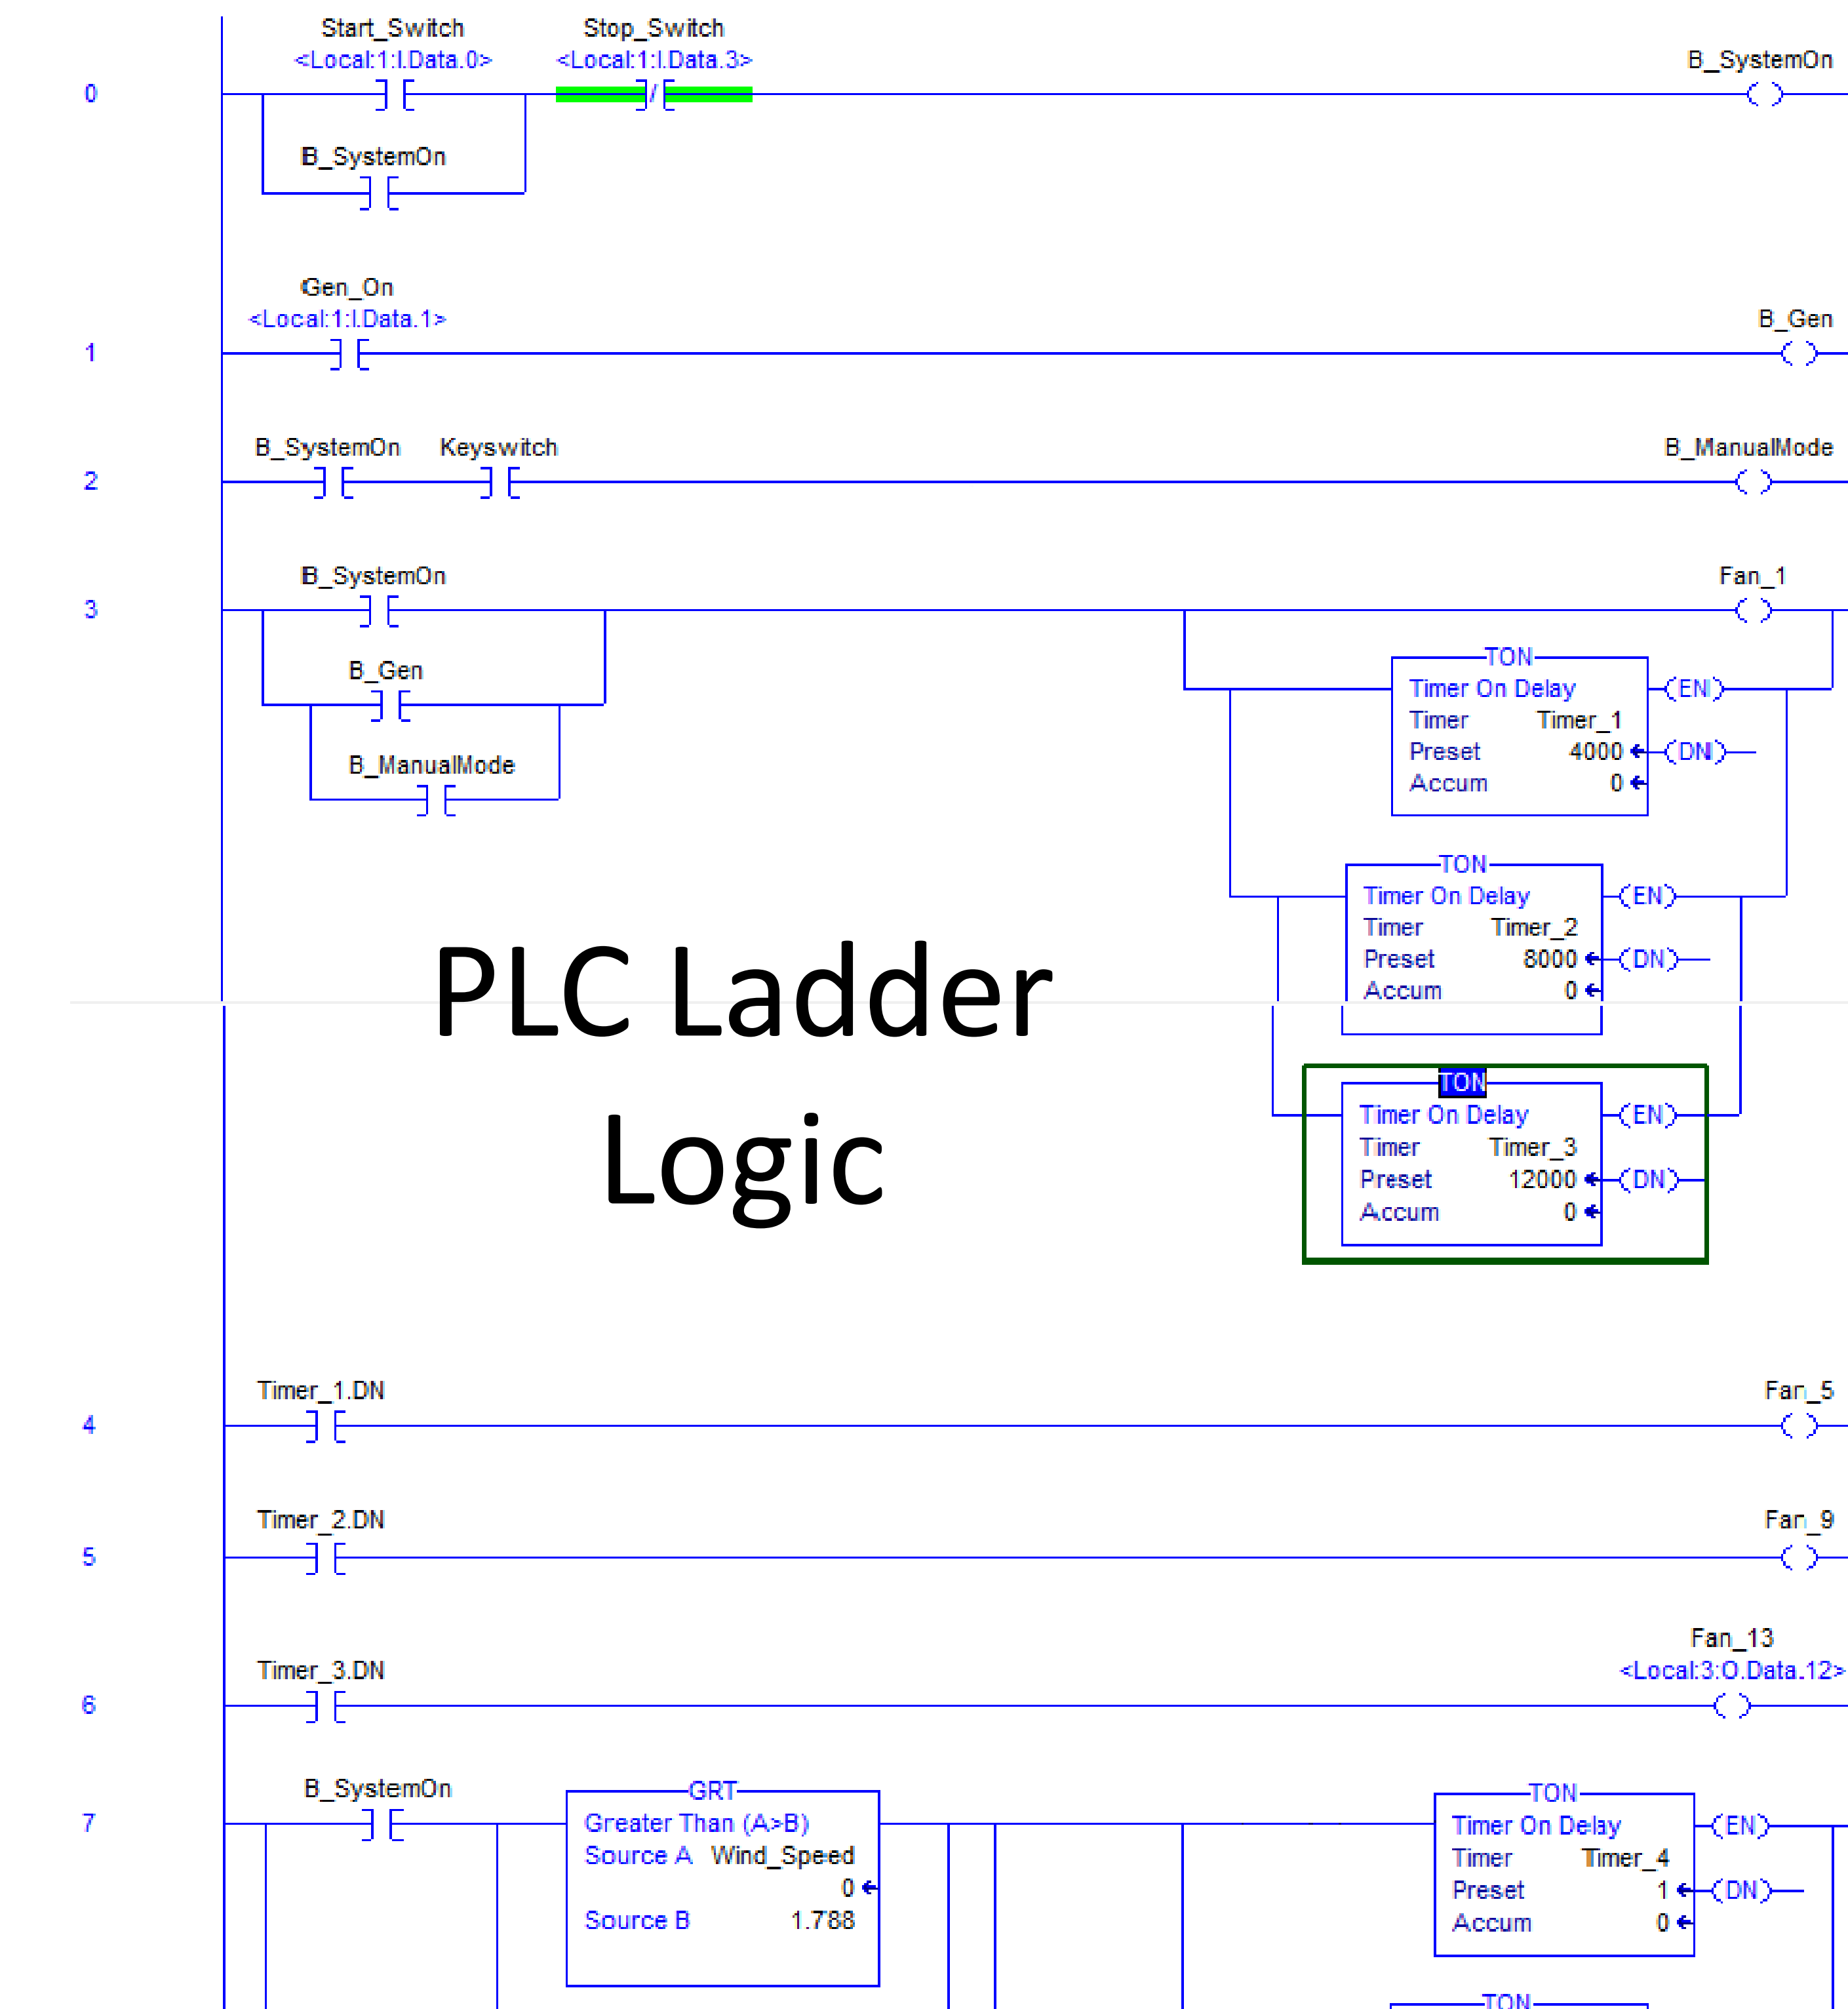 Start_Switch
<Local:1:I.Data.0>
Stop_Switch
<Local:1:I.Data.3>
B_SystemOn
0
B_SystemOn
Gen_On
<Local:1:I.Data.1>
B_Gen
1
B_SystemOn
Keyswitch
B_ManualMode
2
B_SystemOn
Fan_1
3
B_Gen
B_ManualMode
TON
Timer On Delay
Timer Timer_1
Preset 4000
Accum 0
(EN)
(DN)
TON
Timer On Delay
Timer Timer_2
Preset 8000
Accum 0
(EN)
(DN)
PLC Ladder
Logic
TON
Timer On Delay
Timer Timer_3
Preset 12000
Accum 0
(EN)
(DN)
Timer_1.DN
Fan_5
4
Timer_2.DN
Fan_9
5
Timer_3.DN
Fan_13
<Local:3:O.Data.12>
6
B_SystemOn
7
GRT
Greater Than (A>B)
Source A Wind_Speed
0
Source B 1.788
TON
Timer On Delay
Timer Timer_4
Preset 1
Accum 0
(EN)
(DN)
TON